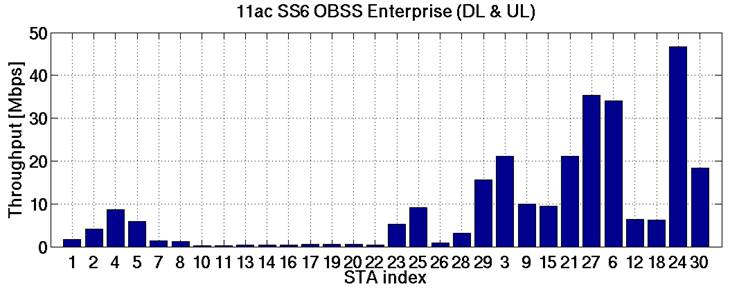 11ac SS6 OBSS Enterprise (DL & UL)
Throughput [Mbps]
50
40
30
20
10
0
1 2 4 5 7 8 10 11 13 14 16 17 19 20 22 23 25 26 28 29 3 9 15 21 27 6 12 18 24 30
STA index